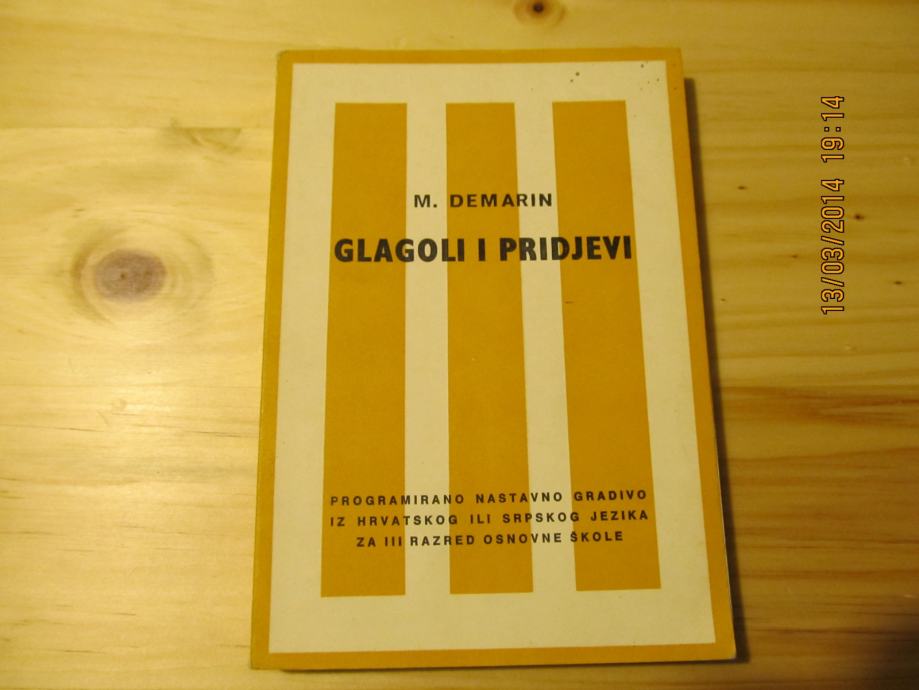 M. DEMARIN
GLAGOLI I PRIDJEVI
PROGRAMIRANO NASTAVNO GRADIVO
IZ HRVATSKOG ILI SRPSKOG JEZIKA
ZA III RAZRED OSNOVNE ŠKOLE
13/03/2014 19:14